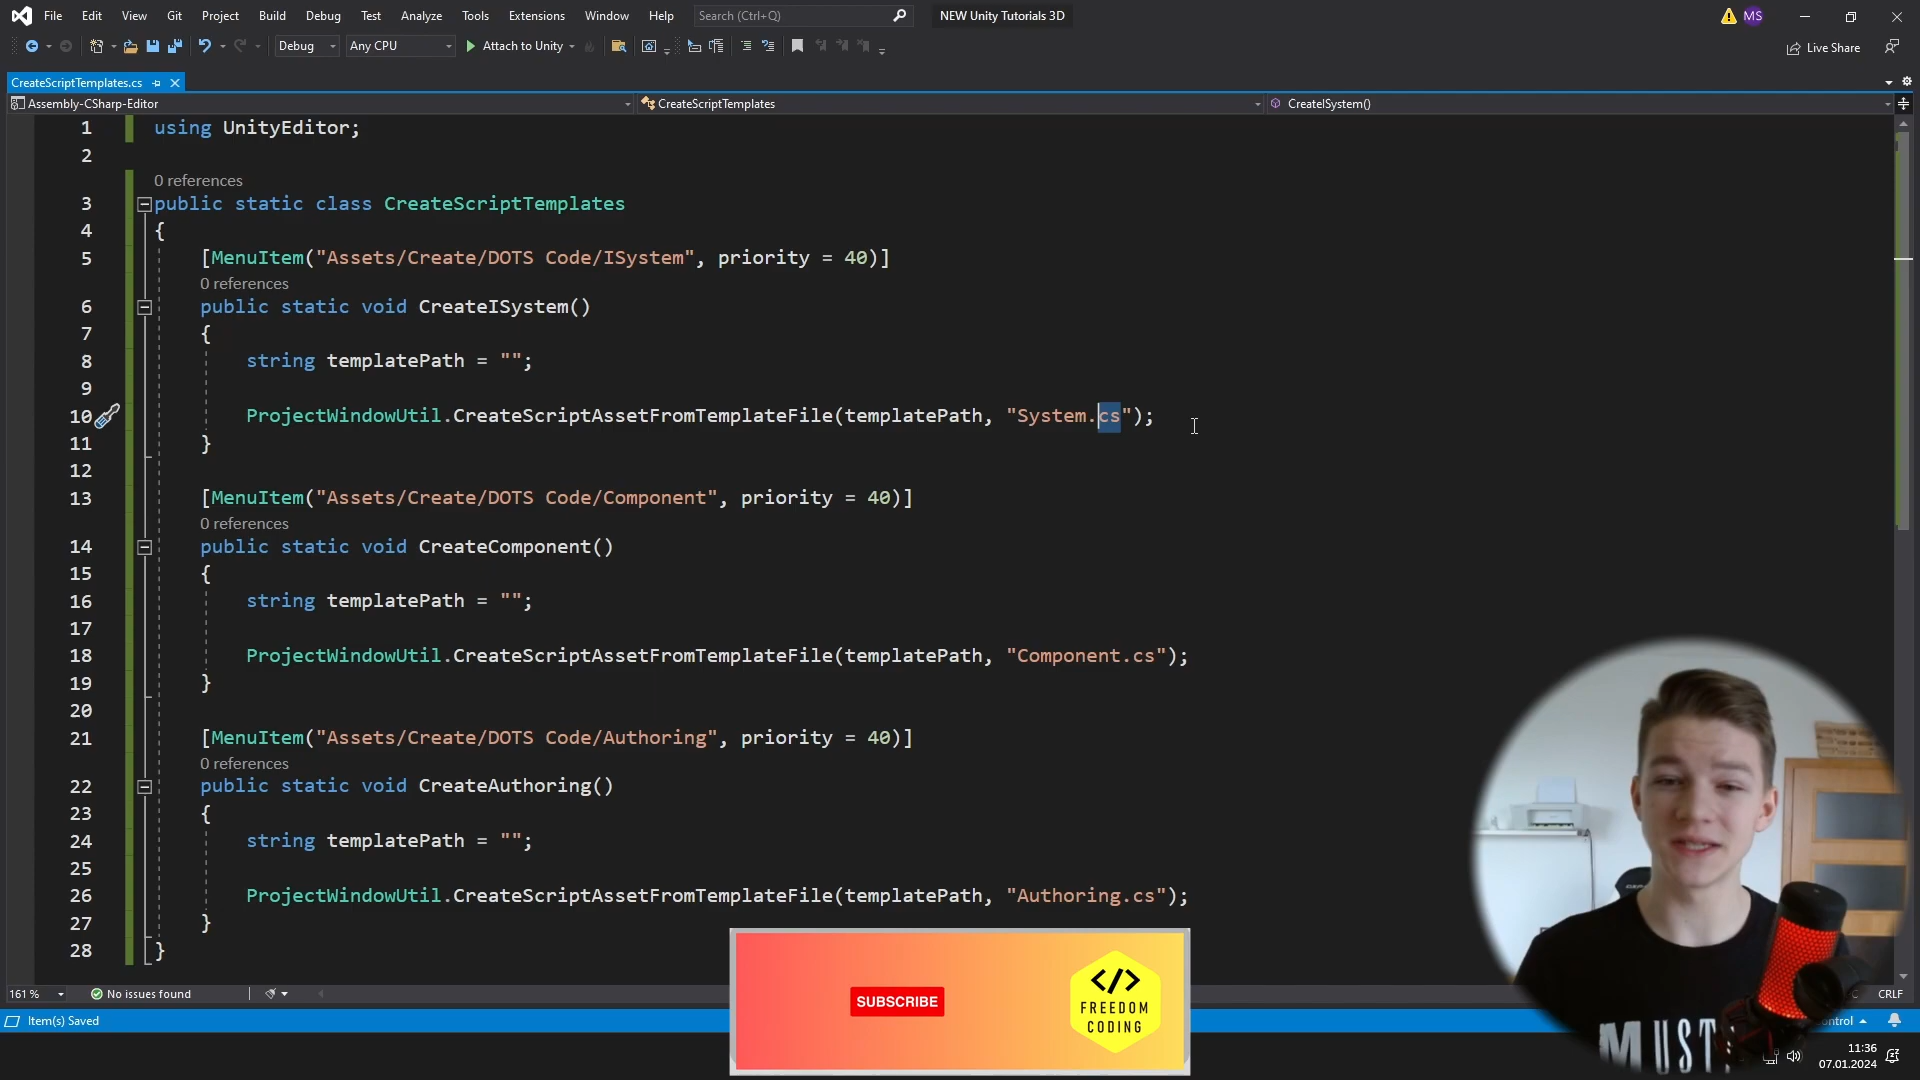 File Edit View Git Project Build Debug Test Analyze Tools Extensions Window Help Search (Ctrl+Q) NEW Unity Tutorials 3D MS
Debug Any CPU Attach to Unity Live Share
CreateScriptTemplates.cs
Assembly-CSharp-Editor CreateScriptTemplates CreateISystem()
1 using UnityEditor;
2
0 references
3 public static class CreateScriptTemplates
4 {
5 [MenuItem("Assets/Create/DOTS Code/ISystem", priority = 40)]
0 references
6 public static void CreateISystem()
7 {
8 string templatePath = "";
9
10 ProjectWindowUtil.CreateScriptAssetFromTemplateFile(templatePath, "System.cs");
11 }
12
13 [MenuItem("Assets/Create/DOTS Code/Component", priority = 40)]
0 references
14 public static void CreateComponent()
15 {
16 string templatePath = "";
17
18 ProjectWindowUtil.CreateScriptAssetFromTemplateFile(templatePath, "Component.cs");
19 }
20
21 [MenuItem("Assets/Create/DOTS Code/Authoring", priority = 40)]
0 references
22 public static void CreateAuthoring()
23 {
24 string templatePath = "";
25
26 ProjectWindowUtil.CreateScriptAssetFromTemplateFile(templatePath, "Authoring.cs");
27 }
28 }
SUBSCRIBE
</>
FREEDOM
CODING
161 % No issues found CRLF
Item(s) Saved
MUST
11:36
07.01.2024